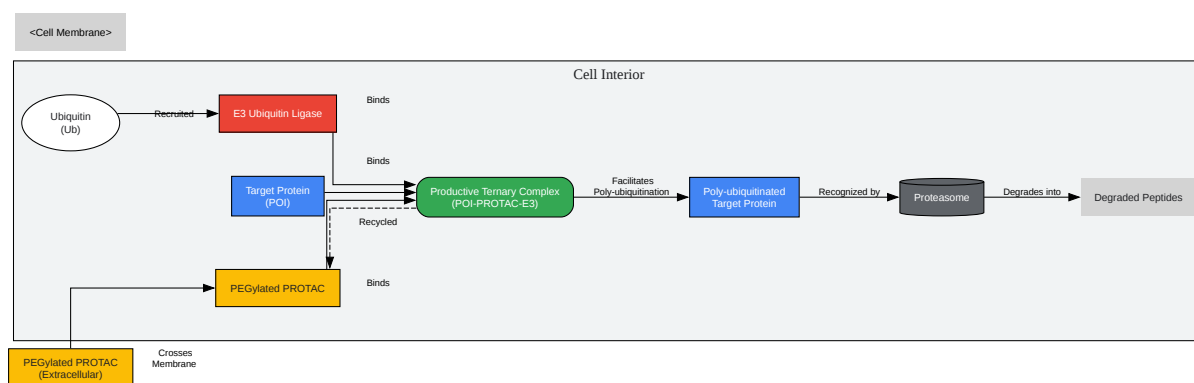 <Cell Membrane>
Cell Interior
Ubiquitin
(Ub)
Recruited
E3 Ubiquitin Ligase
Binds
Binds
Target Protein
(POI)
Productive Ternary Complex
(POI-PROTAC-E3)
Facilitates
Poly-ubiquitination
Poly-ubiquitinated
Target Protein
Recognized by
Proteasome
Degrades into
Degraded Peptides
Recycled
PEGylated PROTAC
Binds
PEGylated PROTAC
(Extracellular)
Crosses
Membrane